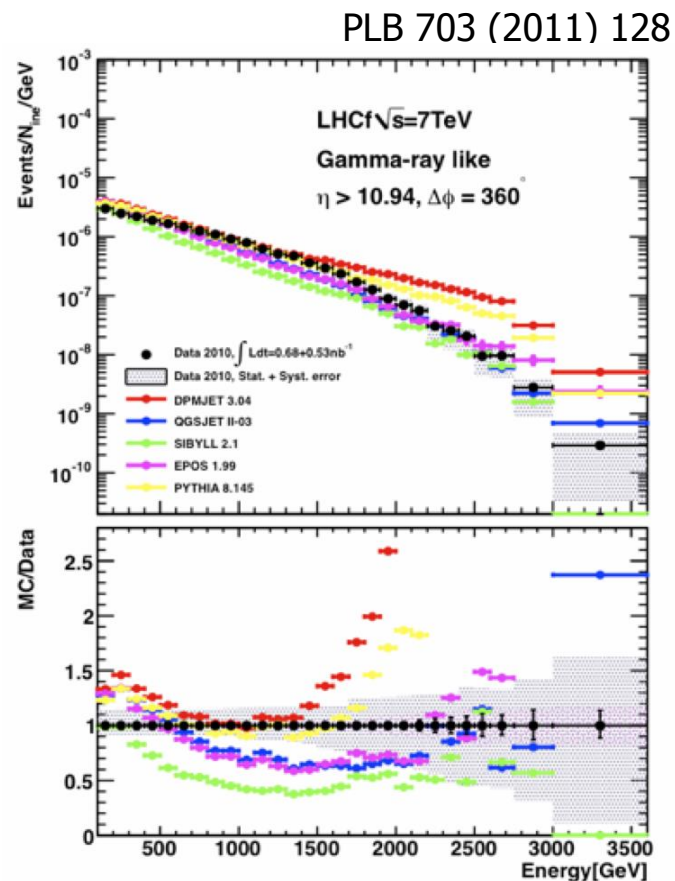 PLB 703 (2011) 128
Events/N_ine/GeV
10^-3
10^-4
10^-5
10^-6
10^-7
10^-8
10^-9
10^-10
LHCf √s=7TeV
Gamma-ray like
η > 10.94, Δϕ = 360°
Data 2010, ∫ Ldt=0.68+0.53nb^-1
Data 2010, Stat. + Syst. error
DPMJET 3.04
QGSJET II-03
SIBYLL 2.1
EPOS 1.99
PYTHIA 8.145
MC/Data
2.5
2
1.5
1
0.5
0
500 1000 1500 2000 2500 3000 3500
Energy[GeV]